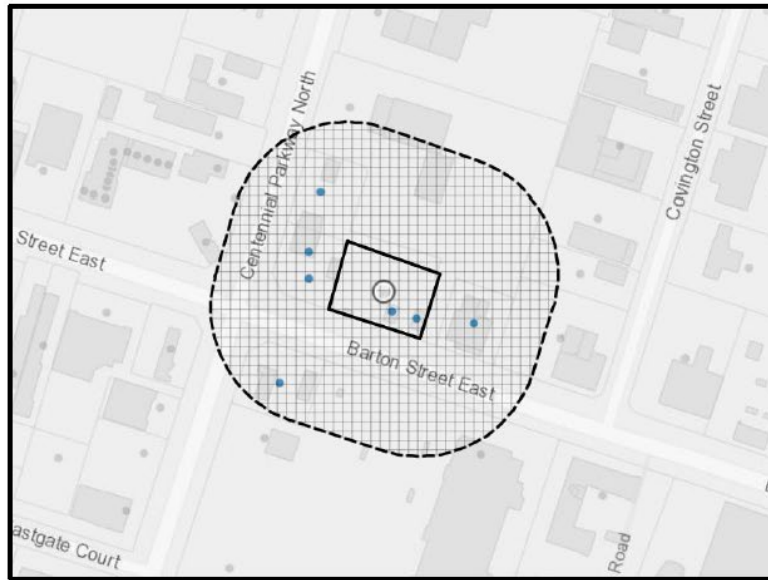 Centennial Parkway North
Covington Street
Street East
Barton Street East
astgate Court
Road